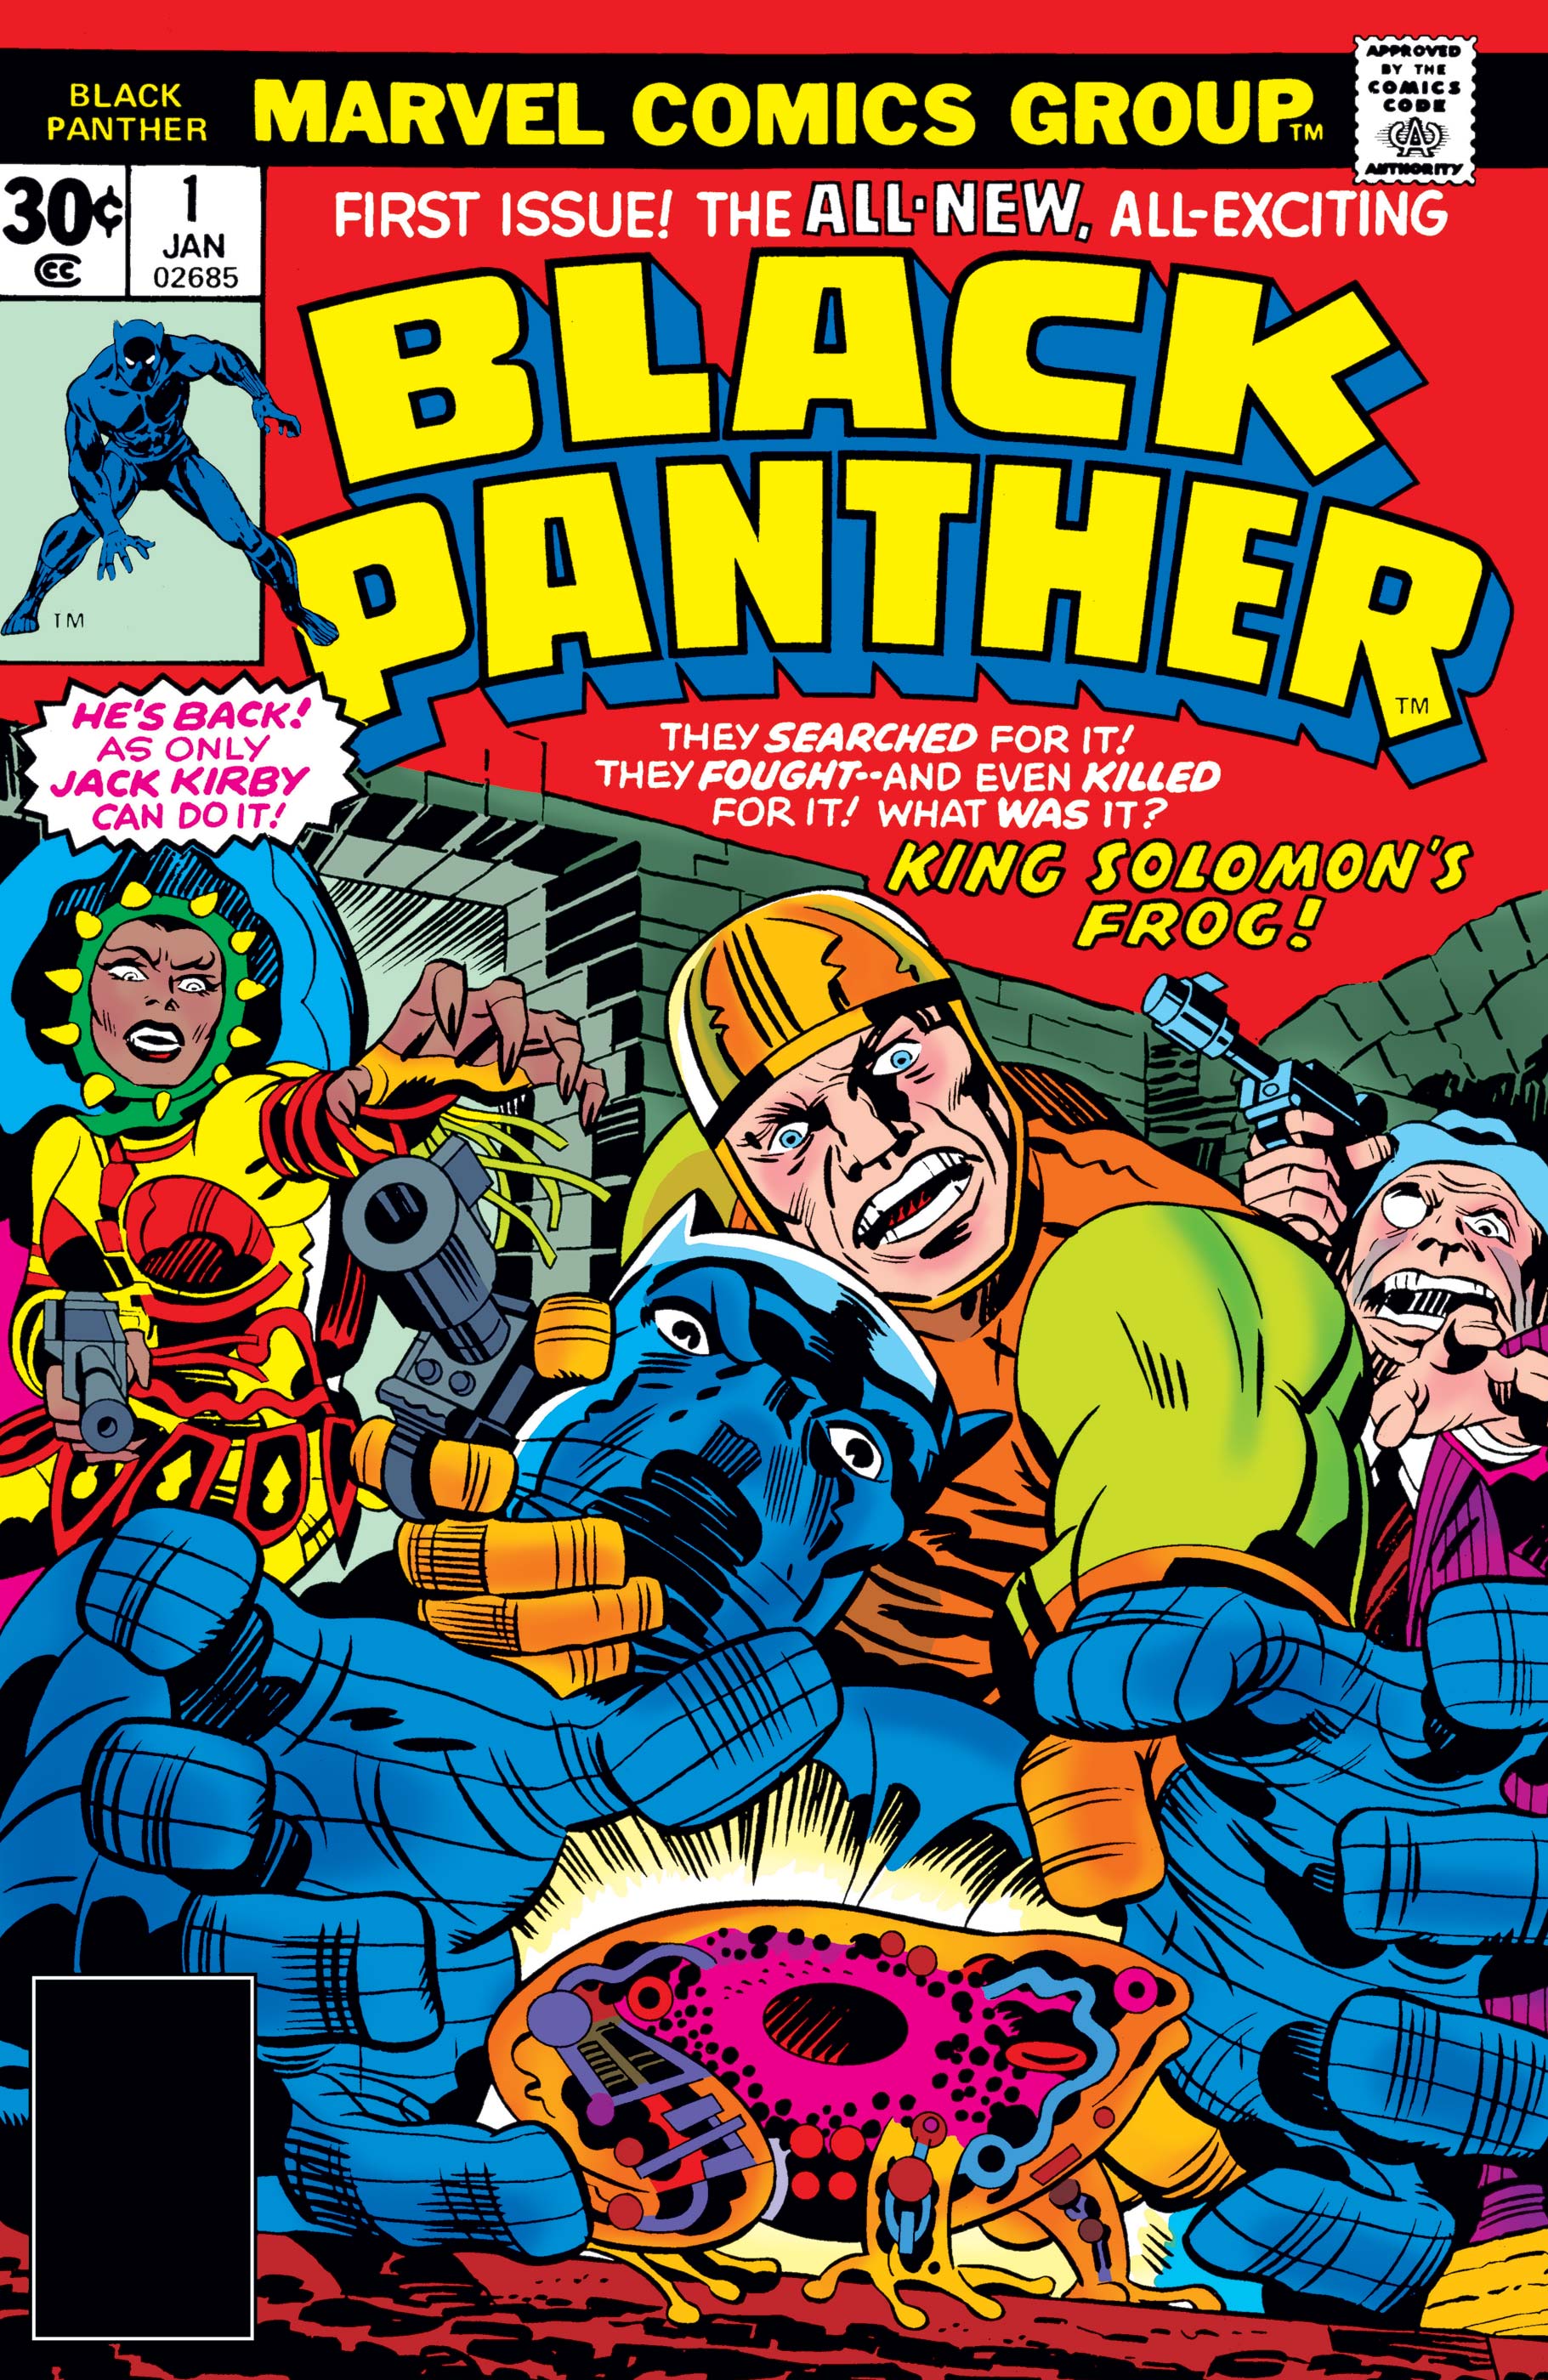 BLACK
PANTHER
MARVEL COMICS GROUP TM
APPROVED
BY THE
COMICS
CODE
CA
AUTHORITY
30¢
CC
1
JAN
02685
TM
FIRST ISSUE! THE ALL·NEW, ALL-EXCITING
BLACK
PANTHER
TM
HE'S BACK!
AS ONLY
JACK KIRBY
CAN DO IT!
THEY SEARCHED FOR IT!
THEY FOUGHT--AND EVEN KILLED
FOR IT! WHAT WAS IT?
KING SOLOMON'S
FROG!